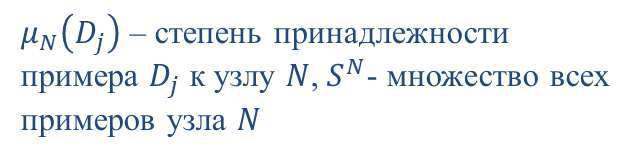 μ_N(D_j) – степень принадлежности
примера D_j к узлу N, S^N - множество всех
примеров узла N